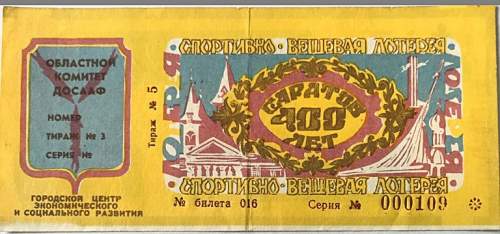 СПОРТИВНО-ВЕЩЕВАЯ ЛОТЕРЕЯ
ОБЛАСТНОЙ
КОМИТЕТ
ДОСААФ
НОМЕР
ТИРАЖ № 3
СЕРИЯ №
ГОРОДСКОЙ ЦЕНТР
ЭКОНОМИЧЕСКОГО
И СОЦИАЛЬНОГО РАЗВИТИЯ
Тираж № 5
САРАТОВ
400
ЛЕТ
СПОРТИВНО-ВЕЩЕВАЯ ЛОТЕРЕЯ
№ билета 016 Серия № 000109